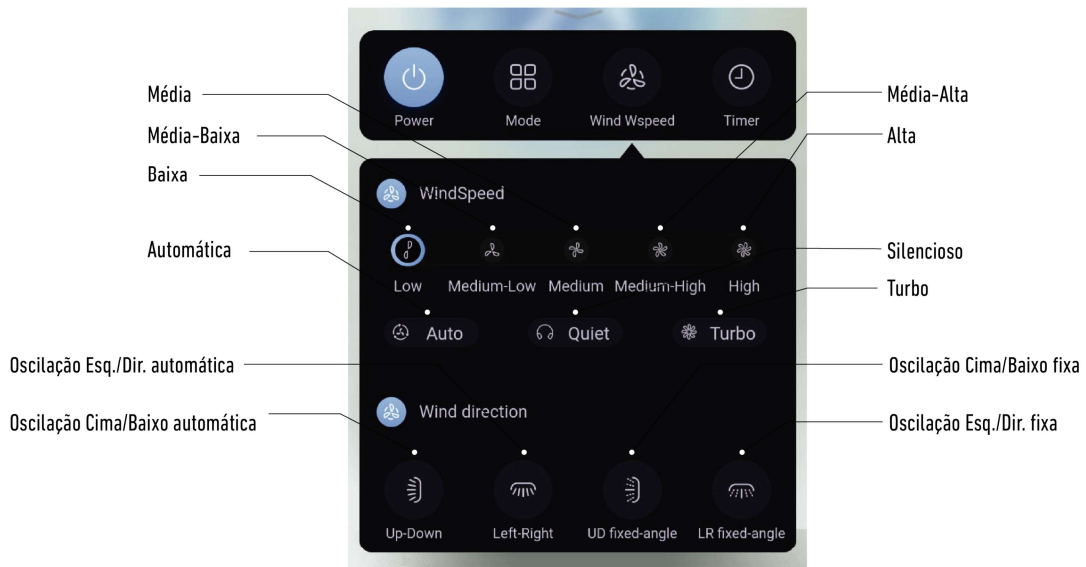 Power Mode Wind Wspeed Timer
Média
Média-Baixa
Baixa
Automática
Média-Alta
Alta
Silencioso
Turbo
WindSpeed
Low Medium-Low Medium Medium-High High
Auto Quiet Turbo
Oscilação Esq./Dir. automática
Oscilação Cima/Baixo automática
Oscilação Cima/Baixo fixa
Oscilação Esq./Dir. fixa
Wind direction
Up-Down Left-Right UD fixed-angle LR fixed-angle